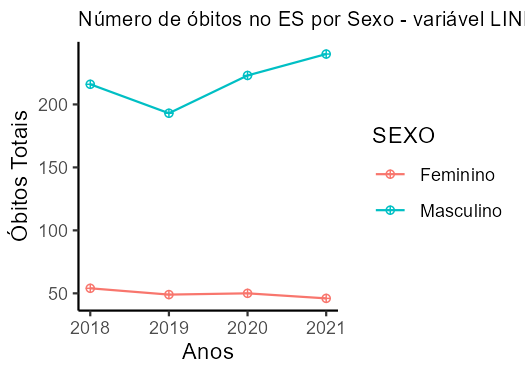 Número de óbitos no ES por Sexo - variável LINI
Óbitos Totais
200
150
100
50
2018 2019 2020 2021
Anos
SEXO
Feminino
Masculino